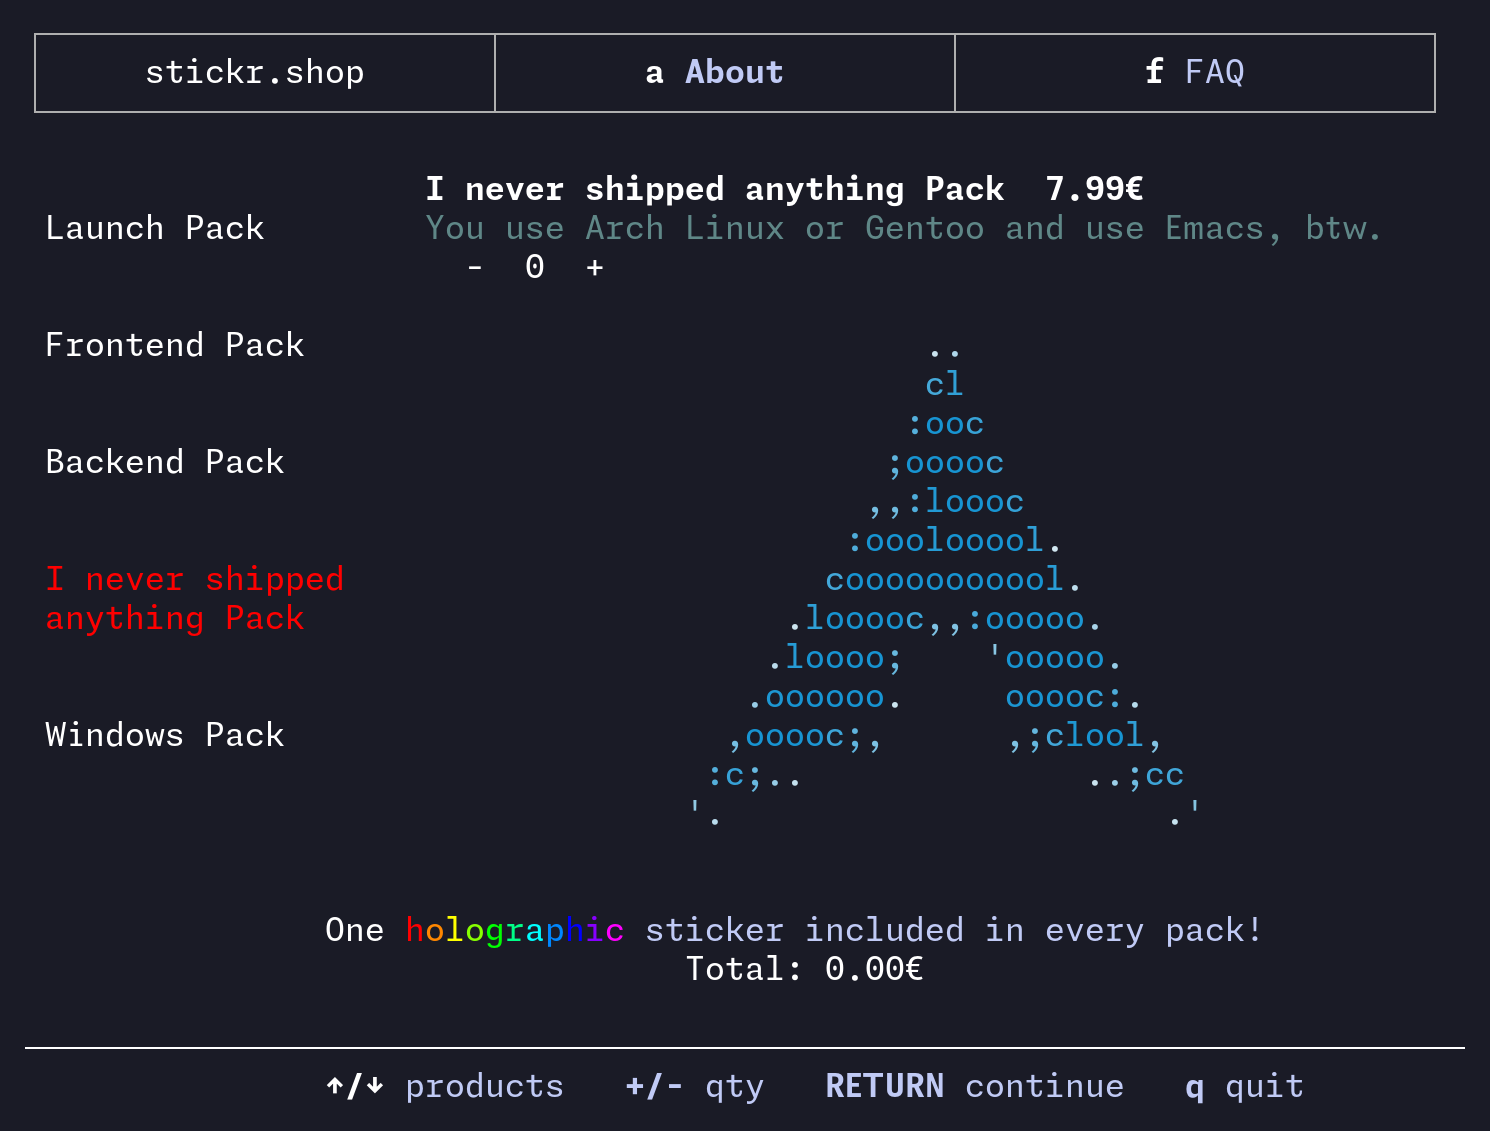 stickr.shop
a About
f FAQ
Launch Pack
Frontend Pack
Backend Pack
I never shipped
anything Pack
Windows Pack
I never shipped anything Pack  7.99€
You use Arch Linux or Gentoo and use Emacs, btw.
-  0  +
..
cl
:ooc
;ooooc
,,:loooc
:ooolooool.
coooooooooool.
.looooc,,:ooooo.
.loooo;    'ooooo.
.oooooo.     ooooc:.
,ooooc;,      ,;clool,
:c;..              ..;cc
'.                      .'
One holographic sticker included in every pack!
Total: 0.00€
↑/↓ products   +/- qty   RETURN continue   q quit